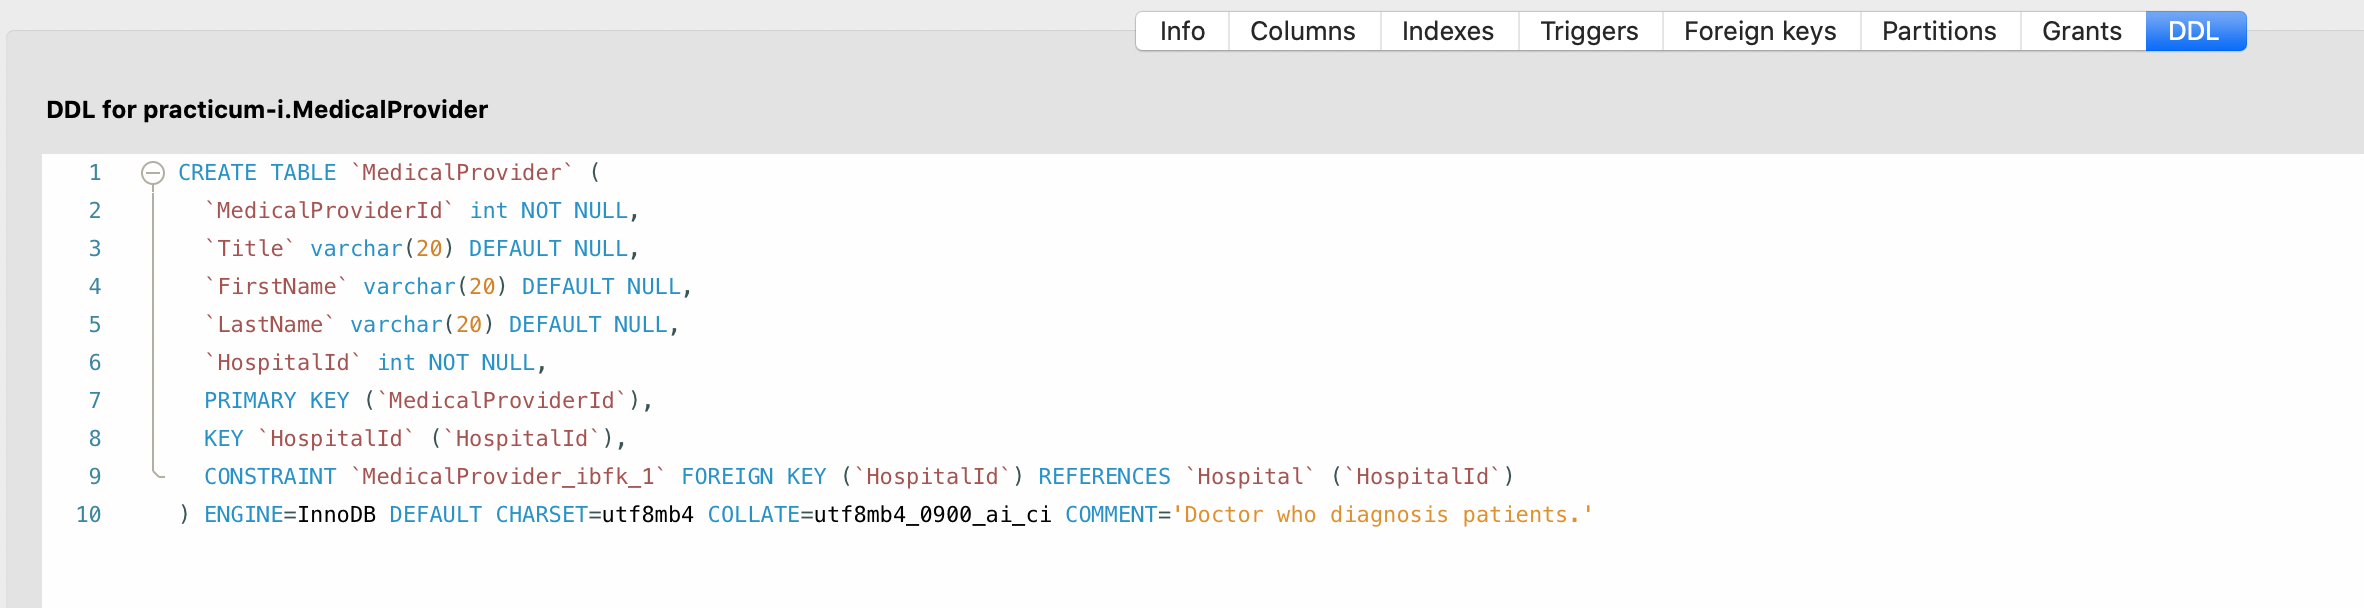 Info Columns Indexes Triggers Foreign keys Partitions Grants DDL
DDL for practicum-i.MedicalProvider
1 CREATE TABLE `MedicalProvider` (
2 `MedicalProviderId` int NOT NULL,
3 `Title` varchar(20) DEFAULT NULL,
4 `FirstName` varchar(20) DEFAULT NULL,
5 `LastName` varchar(20) DEFAULT NULL,
6 `HospitalId` int NOT NULL,
7 PRIMARY KEY (`MedicalProviderId`),
8 KEY `HospitalId` (`HospitalId`),
9 CONSTRAINT `MedicalProvider_ibfk_1` FOREIGN KEY (`HospitalId`) REFERENCES `Hospital` (`HospitalId`)
10 ) ENGINE=InnoDB DEFAULT CHARSET=utf8mb4 COLLATE=utf8mb4_0900_ai_ci COMMENT='Doctor who diagnosis patients.'